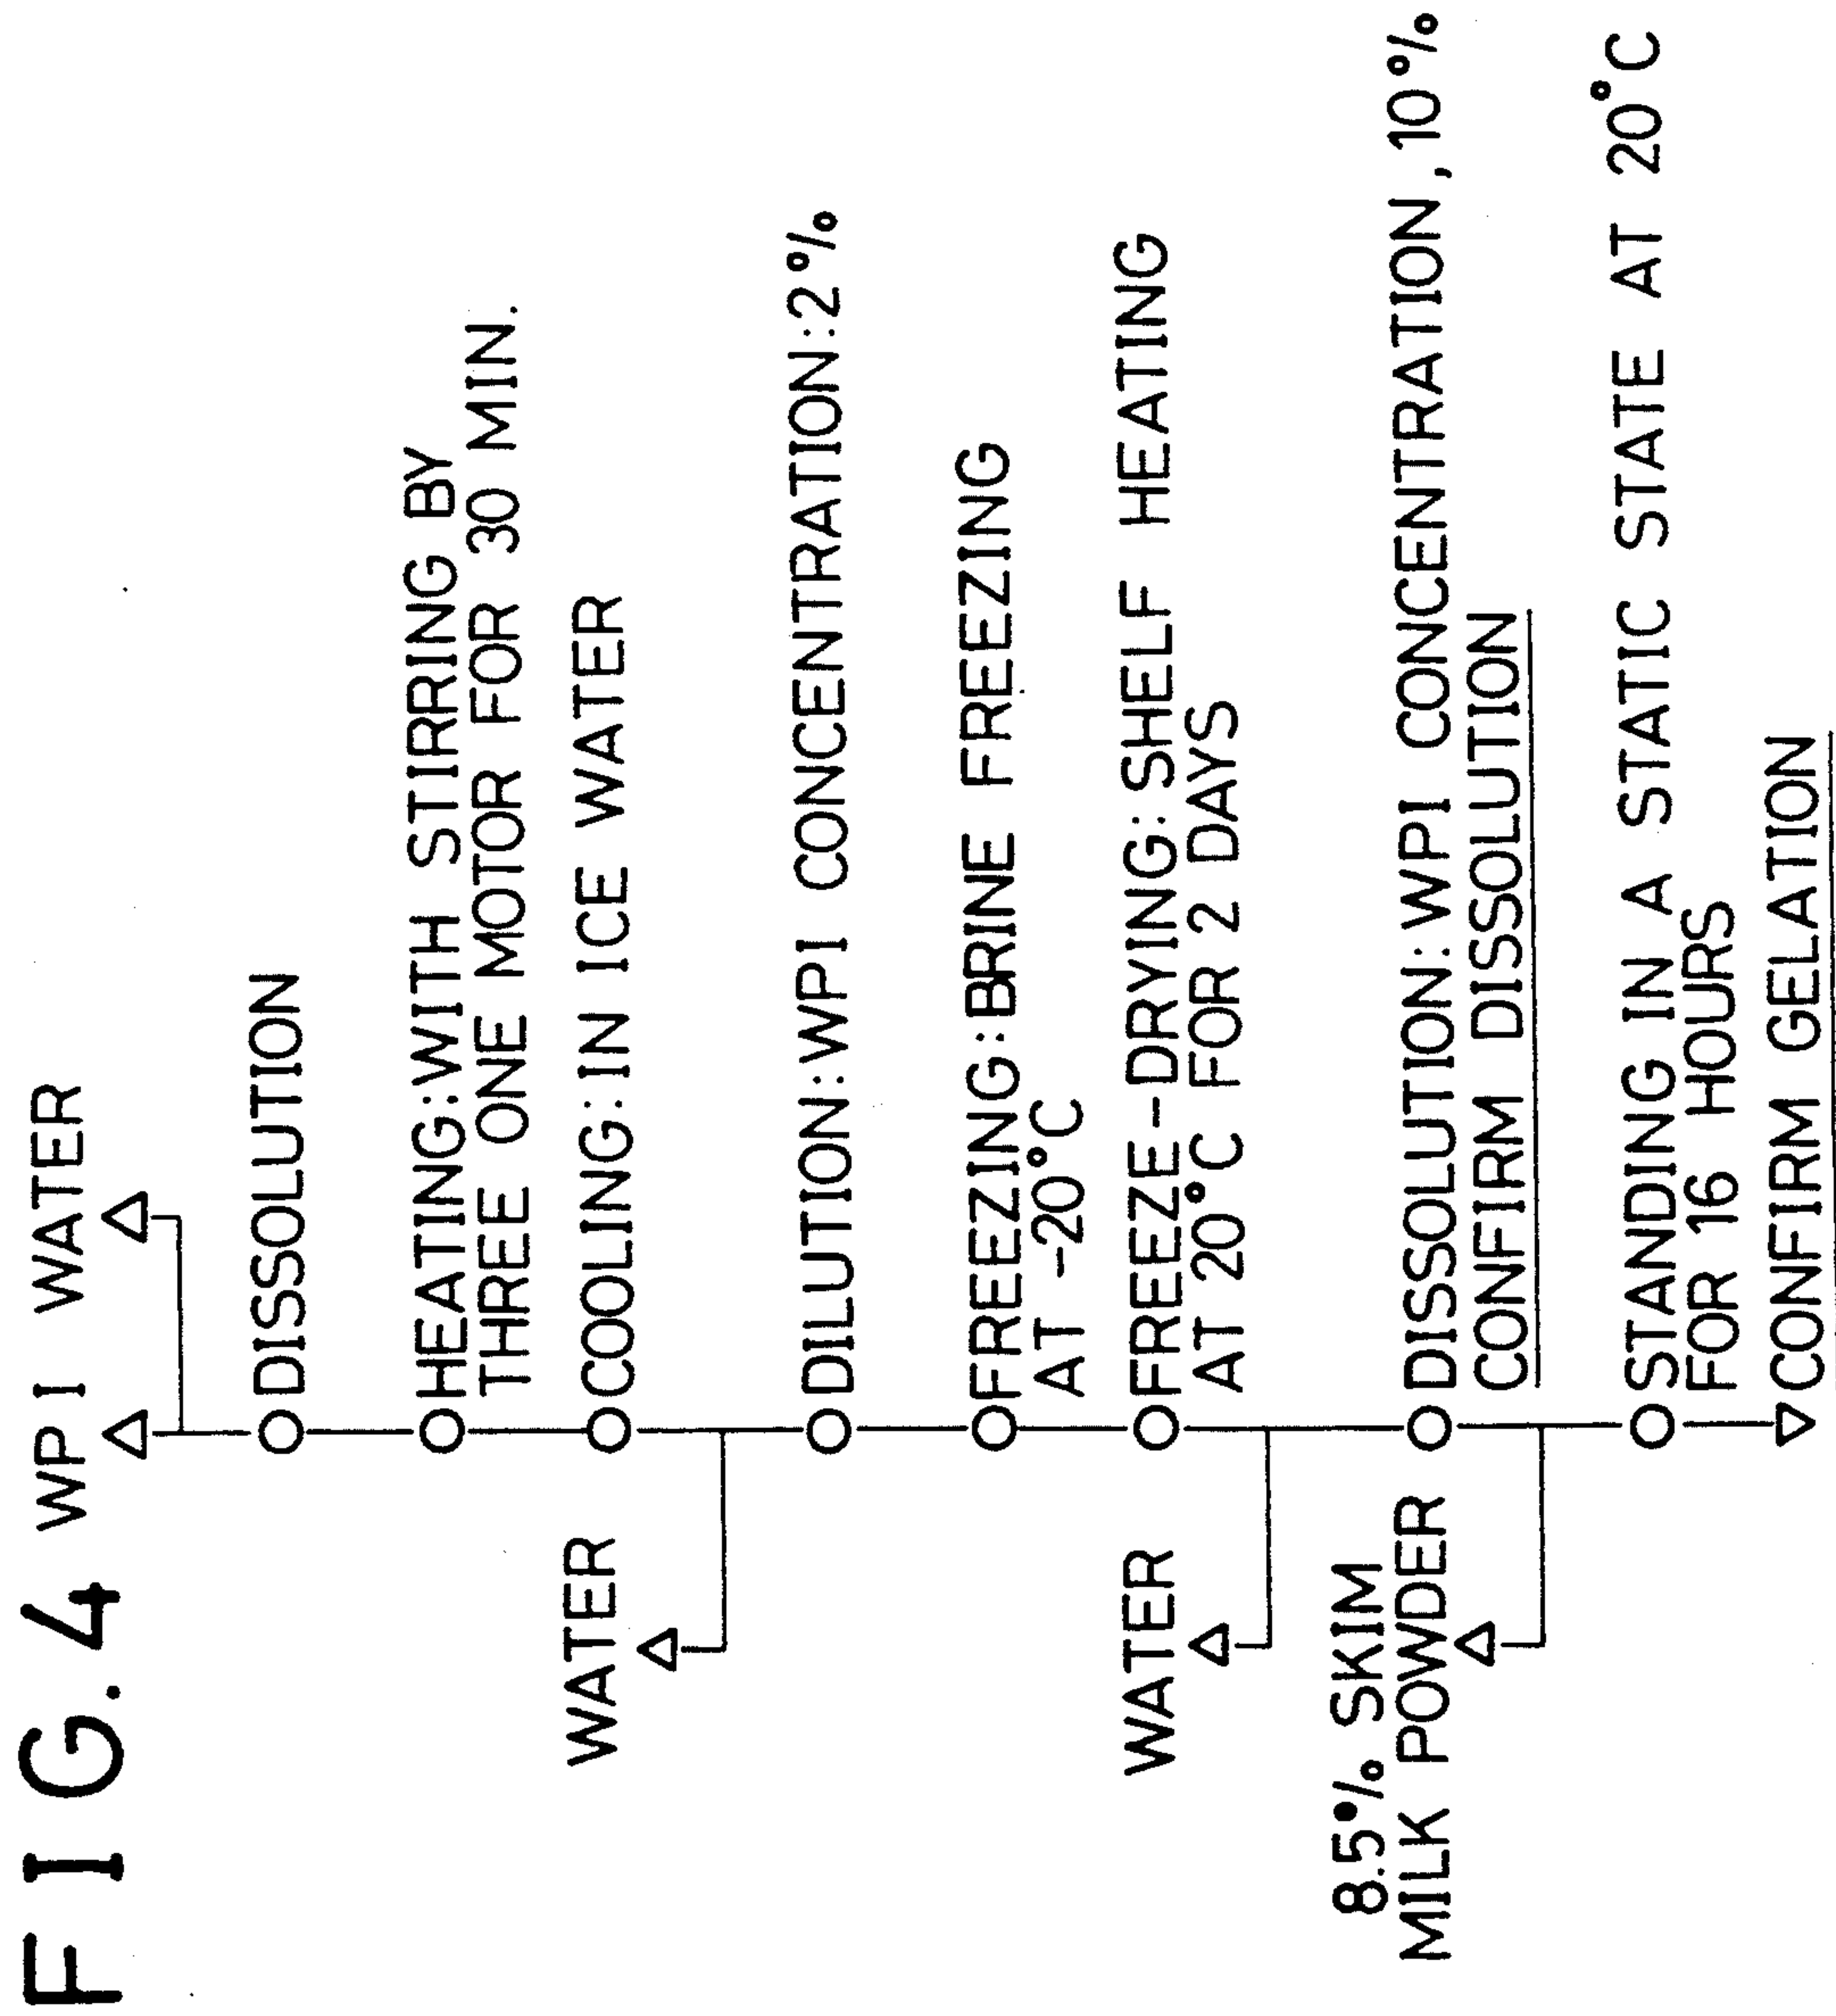 FIG. 4
WPI WATER
DISSOLUTION
HEATING:WITH STIRRING BY
THREE ONE MOTOR FOR 30 MIN.
COOLING:IN ICE WATER
WATER
DILUTION:WPI CONCENTRATION:2%
FREEZING:BRINE FREEZING
AT -20°C
FREEZE-DRYING:SHELF HEATING
AT 20°C FOR 2 DAYS
WATER
DISSOLUTION:WPI CONCENTRATION, 10%
CONFIRM DISSOLUTION
8.5% SKIM
MILK POWDER
STANDING IN A STATIC STATE AT 20°C
FOR 16 HOURS
CONFIRM GELATION